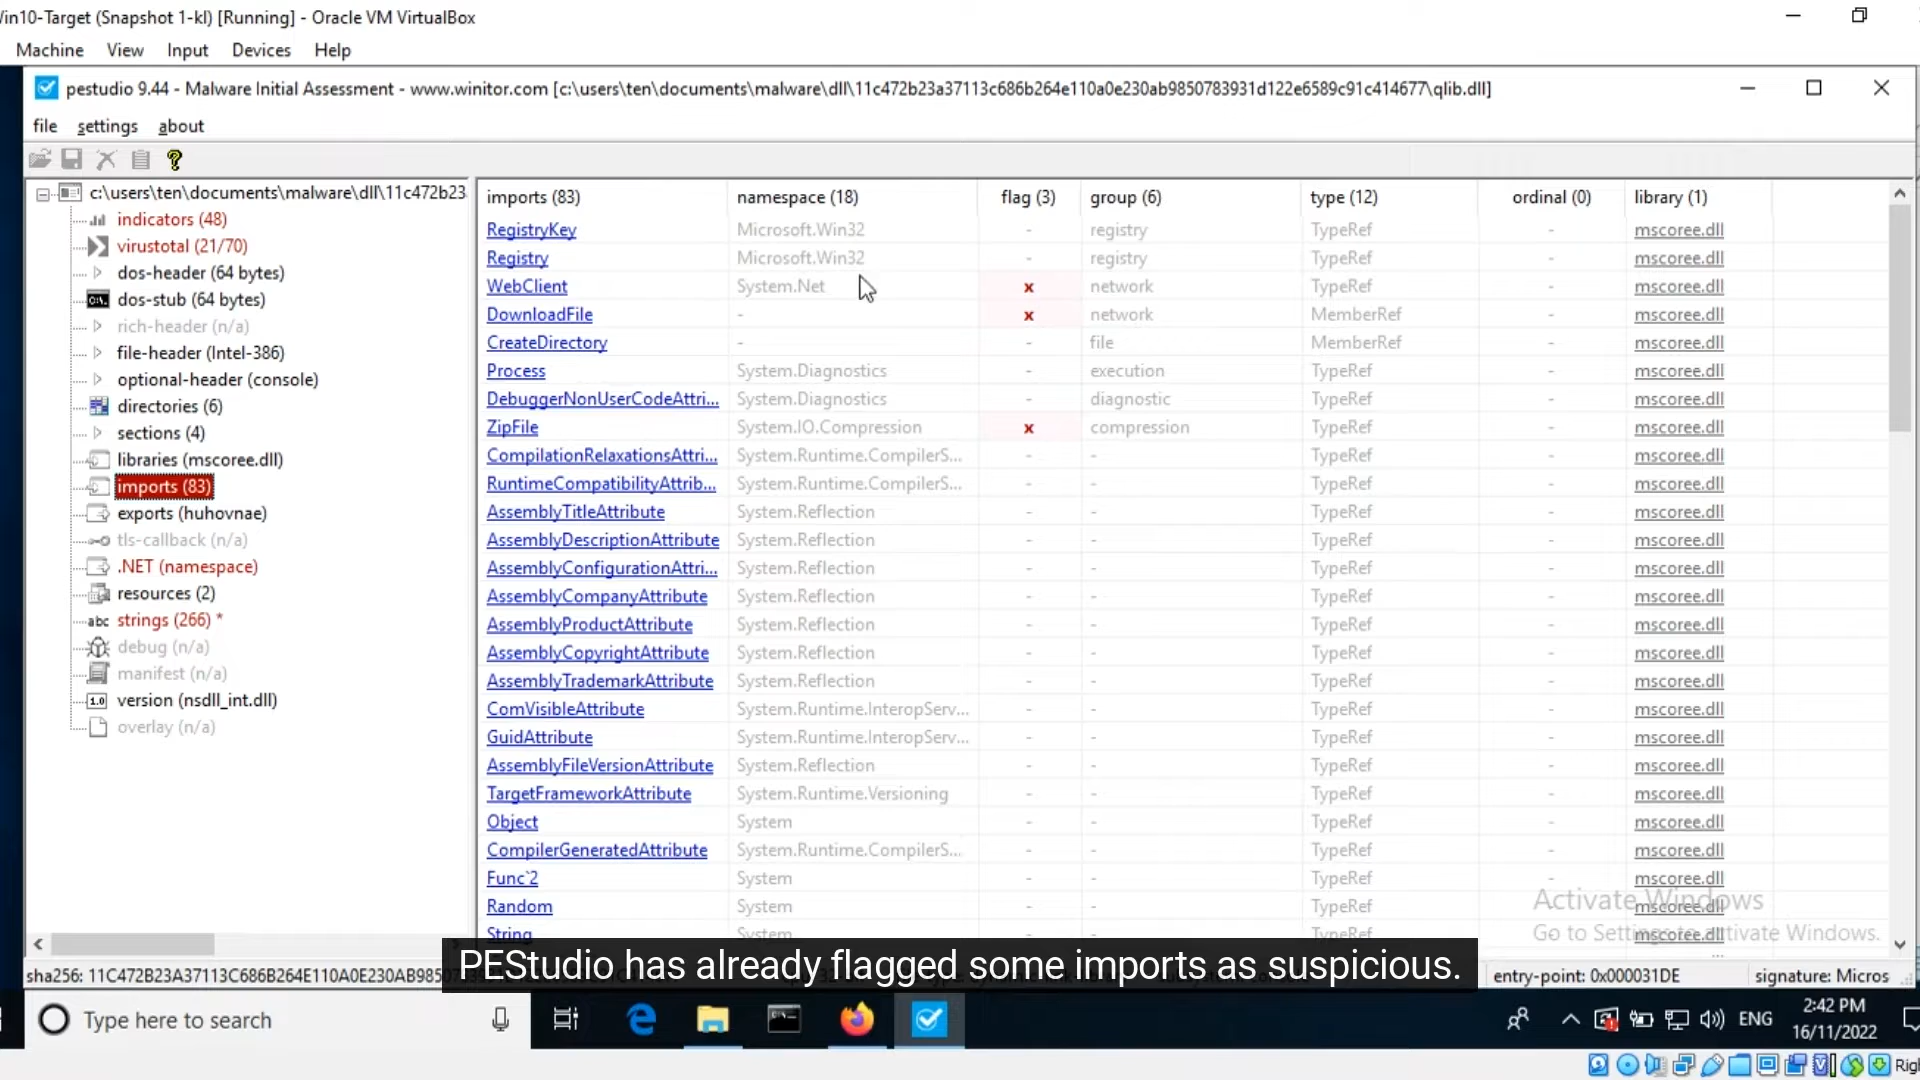 in10-Target (Snapshot 1-kl) [Running] - Oracle VM VirtualBox
Machine View Input Devices Help
pestudio 9.44 - Malware Initial Assessment - www.winitor.com [c:\users\ten\documents\malware\dll\11c472b23a37113c686b264e110a0e230ab9850783931d122e6589c91c414677\qlib.dll]
file settings about
c:\users\ten\documents\malware\dll\11c472b23
indicators (48)
virustotal (21/70)
dos-header (64 bytes)
dos-stub (64 bytes)
rich-header (n/a)
file-header (Intel-386)
optional-header (console)
directories (6)
sections (4)
libraries (mscoree.dll)
imports (83)
exports (huhovnae)
tls-callback (n/a)
.NET (namespace)
resources (2)
abc strings (266) *
debug (n/a)
manifest (n/a)
1.0 version (nsdll_int.dll)
overlay (n/a)
imports (83) namespace (18) flag (3) group (6) type (12) ordinal (0) library (1)
RegistryKey Microsoft.Win32 - registry TypeRef - mscoree.dll
Registry Microsoft.Win32 - registry TypeRef - mscoree.dll
WebClient System.Net x network TypeRef - mscoree.dll
DownloadFile - x network MemberRef - mscoree.dll
CreateDirectory - - file MemberRef - mscoree.dll
Process System.Diagnostics - execution TypeRef - mscoree.dll
DebuggerNonUserCodeAttri... System.Diagnostics - diagnostic TypeRef - mscoree.dll
ZipFile System.IO.Compression x compression TypeRef - mscoree.dll
CompilationRelaxationsAttri... System.Runtime.CompilerS... - - TypeRef - mscoree.dll
RuntimeCompatibilityAttrib... System.Runtime.CompilerS... - - TypeRef - mscoree.dll
AssemblyTitleAttribute System.Reflection - - TypeRef - mscoree.dll
AssemblyDescriptionAttribute System.Reflection - - TypeRef - mscoree.dll
AssemblyConfigurationAttri... System.Reflection - - TypeRef - mscoree.dll
AssemblyCompanyAttribute System.Reflection - - TypeRef - mscoree.dll
AssemblyProductAttribute System.Reflection - - TypeRef - mscoree.dll
AssemblyCopyrightAttribute System.Reflection - - TypeRef - mscoree.dll
AssemblyTrademarkAttribute System.Reflection - - TypeRef - mscoree.dll
ComVisibleAttribute System.Runtime.InteropServ... - - TypeRef - mscoree.dll
GuidAttribute System.Runtime.InteropServ... - - TypeRef - mscoree.dll
AssemblyFileVersionAttribute System.Reflection - - TypeRef - mscoree.dll
TargetFrameworkAttribute System.Runtime.Versioning - - TypeRef - mscoree.dll
Object System - - TypeRef - mscoree.dll
CompilerGeneratedAttribute System.Runtime.CompilerS... - - TypeRef - mscoree.dll
Func`2 System - - TypeRef - mscoree.dll
Random System - - TypeRef - mscoree.dll
String System mscoree.dll
Activate Windows
Go to Settings to activate Windows.
PEStudio has already flagged some imports as suspicious.
sha256: 11C472B23A37113C686B264E110A0E230AB985 entry-point: 0x000031DE signature: Micros
Type here to search
ENG
2:42 PM
16/11/2022
Rig